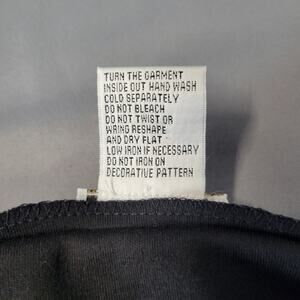 TURN THE GARMENT
INSIDE OUT HAND WASH
COLD SEPARATELY
DO NOT BLEACH
DO NOT TWIST OR
WRING RESHAPE
AND DRY FLAT
LOW IRON IF NECESSARY
DO NOT IRON ON
DECORATIVE PATTERN